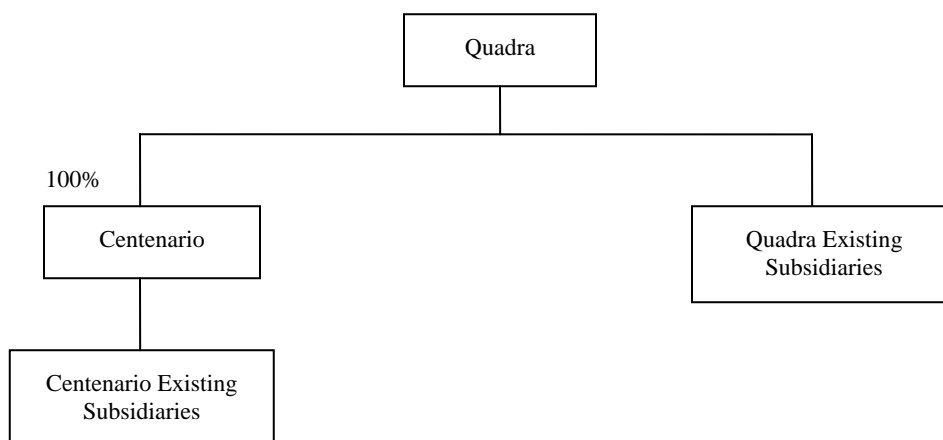 Quadra
100%
Centenario
Quadra Existing
Subsidiaries
Centenario Existing
Subsidiaries